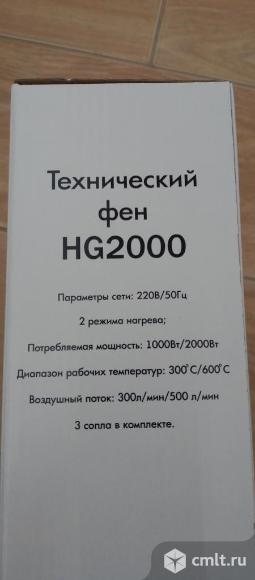 Технический
фен
HG2000
Параметры сети: 220В/50Гц
2 режима нагрева;
Потребляемая мощность: 1000Вт/2000Вт
Диапазон рабочих температур: 300°С/600°С
Воздушный поток: 300л/мин/500 л/мин
3 сопла в комплекте.
cmlt.ru